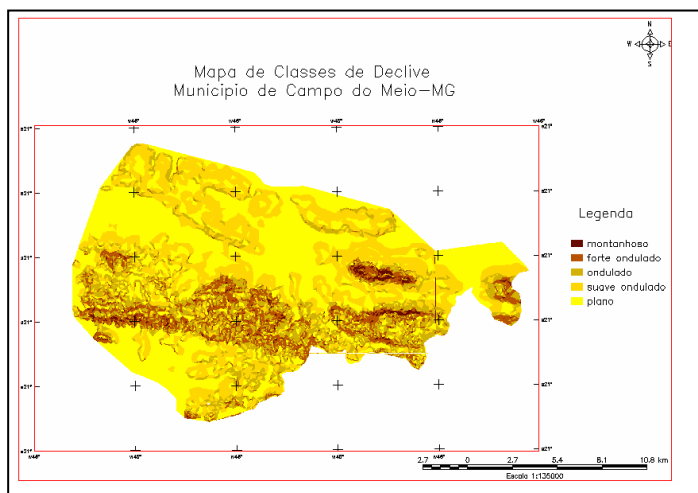 N
W E
S
Mapa de Classes de Declive
Municipio de Campo do Meio-MG
Legenda
montanhoso
forte ondulado
ondulado
suave ondulado
plano
2.7 0 2.7 5.4 8.1 10.8 km
Escala 1:135000